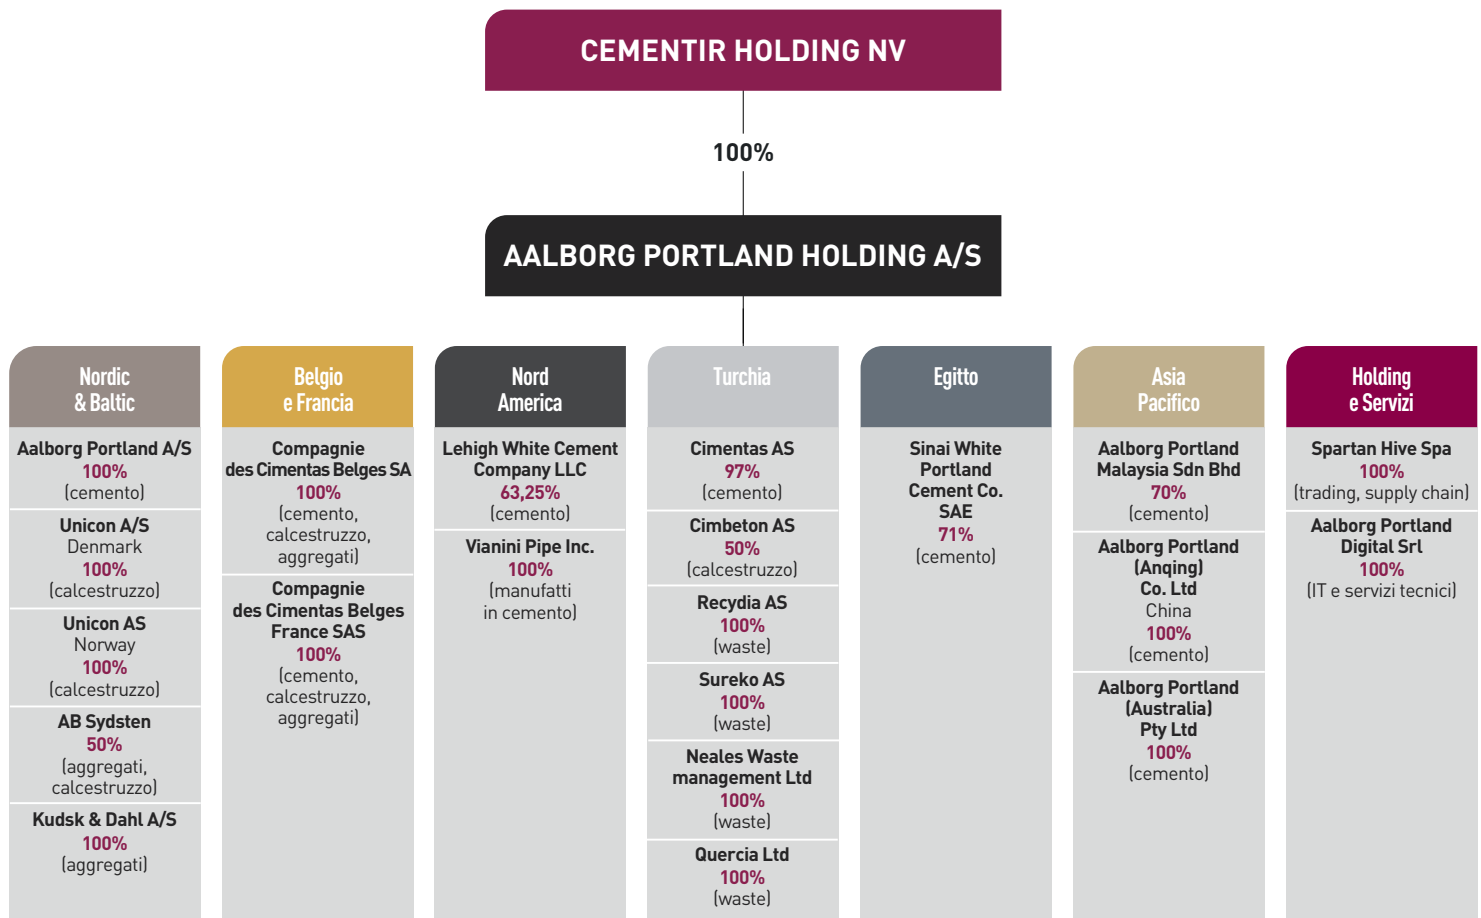 CEMENTIR HOLDING NV
100%
AALBORG PORTLAND HOLDING A/S
Nordic
& Baltic
Aalborg Portland A/S
100%
(cemento)
Unicon A/S
Denmark
100%
(calcestruzzo)
Unicon AS
Norway
100%
(calcestruzzo)
AB Sydsten
50%
(aggregati,
calcestruzzo)
Kudsk & Dahl A/S
100%
(aggregati)
Belgio
e Francia
Compagnie
des Cimentas Belges SA
100%
(cemento,
calcestruzzo,
aggregati)
Compagnie
des Cimentas Belges
France SAS
100%
(cemento,
calcestruzzo,
aggregati)
Nord
America
Lehigh White Cement
Company LLC
63,25%
(cemento)
Vianini Pipe Inc.
100%
(manufatti
in cemento)
Turchia
Cimentas AS
97%
(cemento)
Cimbeton AS
50%
(calcestruzzo)
Recydia AS
100%
(waste)
Sureko AS
100%
(waste)
Neales Waste
management Ltd
100%
(waste)
Quercia Ltd
100%
(waste)
Egitto
Sinai White
Portland
Cement Co.
SAE
71%
(cemento)
Asia
Pacifico
Aalborg Portland
Malaysia Sdn Bhd
70%
(cemento)
Aalborg Portland
(Anqing)
Co. Ltd
China
100%
(cemento)
Aalborg Portland
(Australia)
Pty Ltd
100%
(cemento)
Holding
e Servizi
Spartan Hive Spa
100%
(trading, supply chain)
Aalborg Portland
Digital Srl
100%
(IT e servizi tecnici)